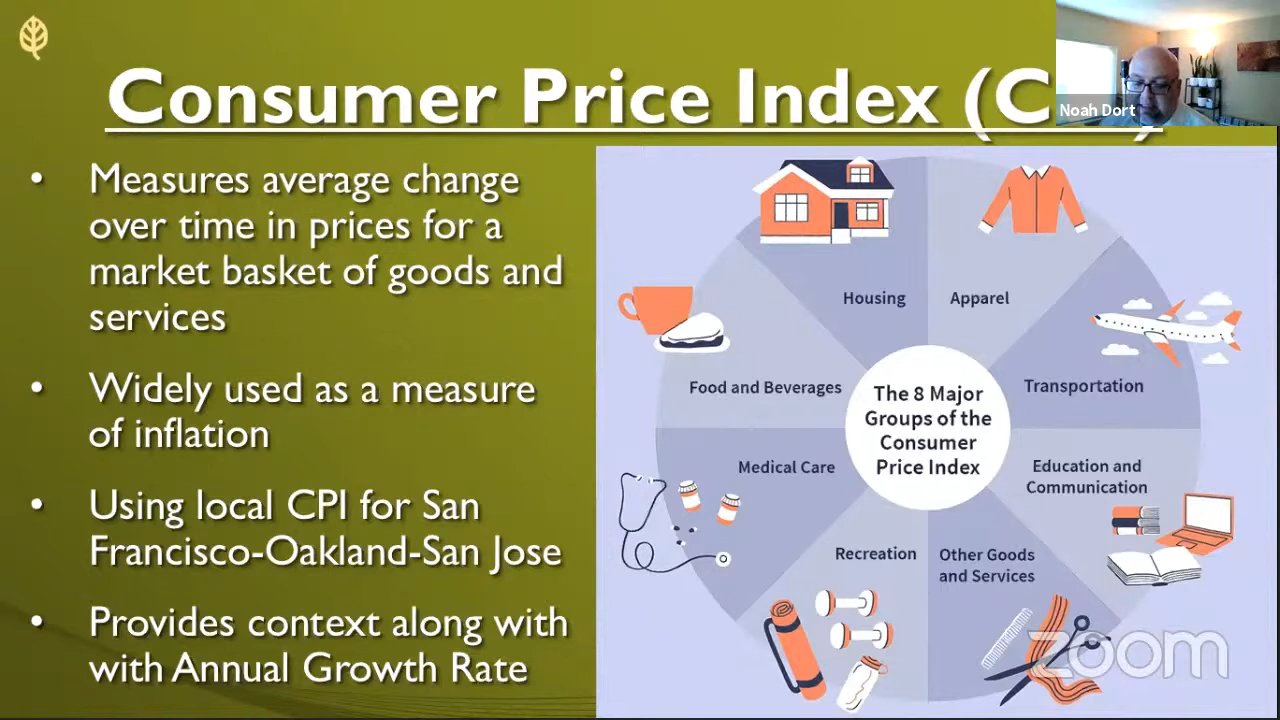 Consumer Price Index (C
Noah Dort
• Measures average change
over time in prices for a
market basket of goods and
services
• Widely used as a measure
of inflation
• Using local CPI for San
Francisco-Oakland-San Jose
• Provides context along with
with Annual Growth Rate
Housing
Apparel
Food and Beverages
Transportation
The 8 Major
Groups of the
Consumer
Price Index
Medical Care
Education and
Communication
Recreation
Other Goods
and Services
zoom